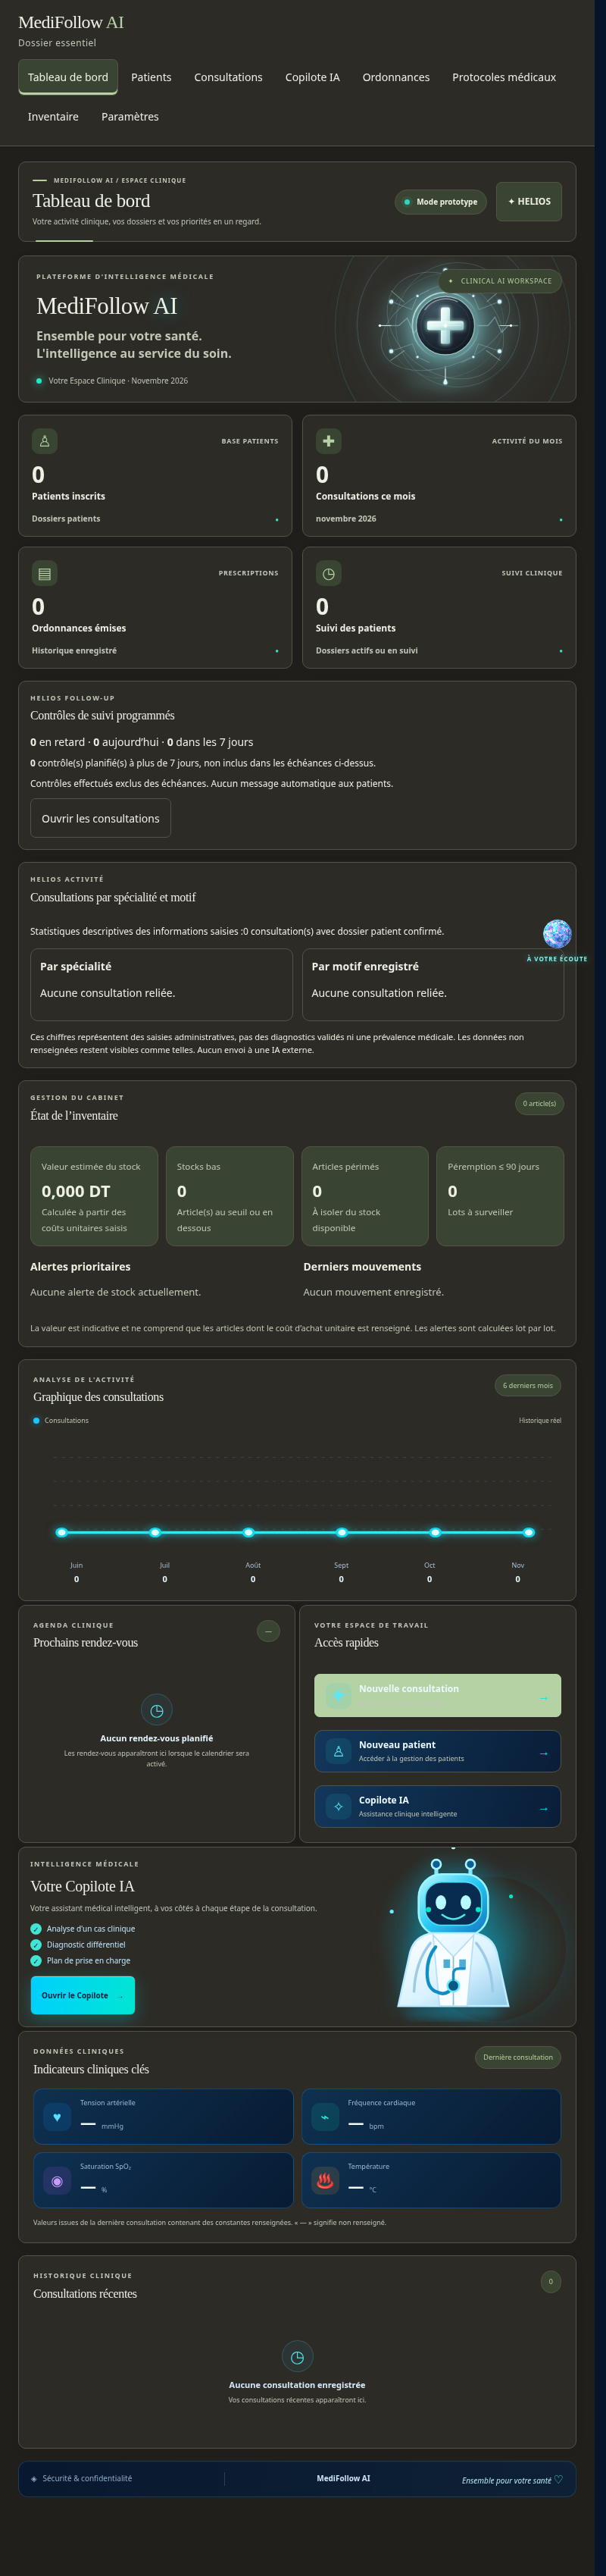 MediFollow AI
Dossier essentiel
Tableau de bord
Patients
Consultations
Copilote IA
Ordonnances
Protocoles médicaux
Inventaire
Paramètres
MEDIFOLLOW AI / ESPACE CLINIQUE
Tableau de bord
Votre activité clinique, vos dossiers et vos priorités en un regard.
Mode prototype
✦ HELIOS
PLATEFORME D'INTELLIGENCE MÉDICALE
✦ CLINICAL AI WORKSPACE
MediFollow AI
Ensemble pour votre santé.
L'intelligence au service du soin.
Votre Espace Clinique · Novembre 2026
BASE PATIENTS
0
Patients inscrits
Dossiers patients
ACTIVITÉ DU MOIS
0
Consultations ce mois
novembre 2026
PRESCRIPTIONS
0
Ordonnances émises
Historique enregistré
SUIVI CLINIQUE
0
Suivi des patients
Dossiers actifs ou en suivi
HELIOS FOLLOW-UP
Contrôles de suivi programmés
0 en retard · 0 aujourd’hui · 0 dans les 7 jours
0 contrôle(s) planifié(s) à plus de 7 jours, non inclus dans les échéances ci-dessus.
Contrôles effectués exclus des échéances. Aucun message automatique aux patients.
Ouvrir les consultations
HELIOS ACTIVITÉ
Consultations par spécialité et motif
Statistiques descriptives des informations saisies :0 consultation(s) avec dossier patient confirmé.
À VOTRE ÉCOUTE
Par spécialité
Aucune consultation reliée.
Par motif enregistré
Aucune consultation reliée.
Ces chiffres représentent des saisies administratives, pas des diagnostics validés ni une prévalence médicale. Les données non
renseignées restent visibles comme telles. Aucun envoi à une IA externe.
GESTION DU CABINET
État de l’inventaire
0 article(s)
Valeur estimée du stock
0,000 DT
Calculée à partir des
coûts unitaires saisis
Stocks bas
0
Article(s) au seuil ou en
dessous
Articles périmés
0
À isoler du stock
disponible
Péremption ≤ 90 jours
0
Lots à surveiller
Alertes prioritaires
Aucune alerte de stock actuellement.
Derniers mouvements
Aucun mouvement enregistré.
La valeur est indicative et ne comprend que les articles dont le coût d’achat unitaire est renseigné. Les alertes sont calculées lot par lot.
ANALYSE DE L'ACTIVITÉ
Graphique des consultations
6 derniers mois
Consultations
Historique réel
Juin Juil Août Sept Oct Nov
0 0 0 0 0 0
AGENDA CLINIQUE
Prochains rendez-vous
—
Aucun rendez-vous planifié
Les rendez-vous apparaîtront ici lorsque le calendrier sera
activé.
VOTRE ESPACE DE TRAVAIL
Accès rapides
Nouvelle consultation
→
Nouveau patient
Accéder à la gestion des patients
→
Copilote IA
Assistance clinique intelligente
→
INTELLIGENCE MÉDICALE
Votre Copilote IA
Votre assistant médical intelligent, à vos côtés à chaque étape de la consultation.
✓ Analyse d'un cas clinique
✓ Diagnostic différentiel
✓ Plan de prise en charge
Ouvrir le Copilote →
DONNÉES CLINIQUES
Indicateurs cliniques clés
Dernière consultation
Tension artérielle
— mmHg
Fréquence cardiaque
— bpm
Saturation SpO₂
— %
Température
— °C
Valeurs issues de la dernière consultation contenant des constantes renseignées. « — » signifie non renseigné.
HISTORIQUE CLINIQUE
Consultations récentes
0
Aucune consultation enregistrée
Vos consultations récentes apparaîtront ici.
◈ Sécurité & confidentialité
MediFollow AI
Ensemble pour votre santé ♡